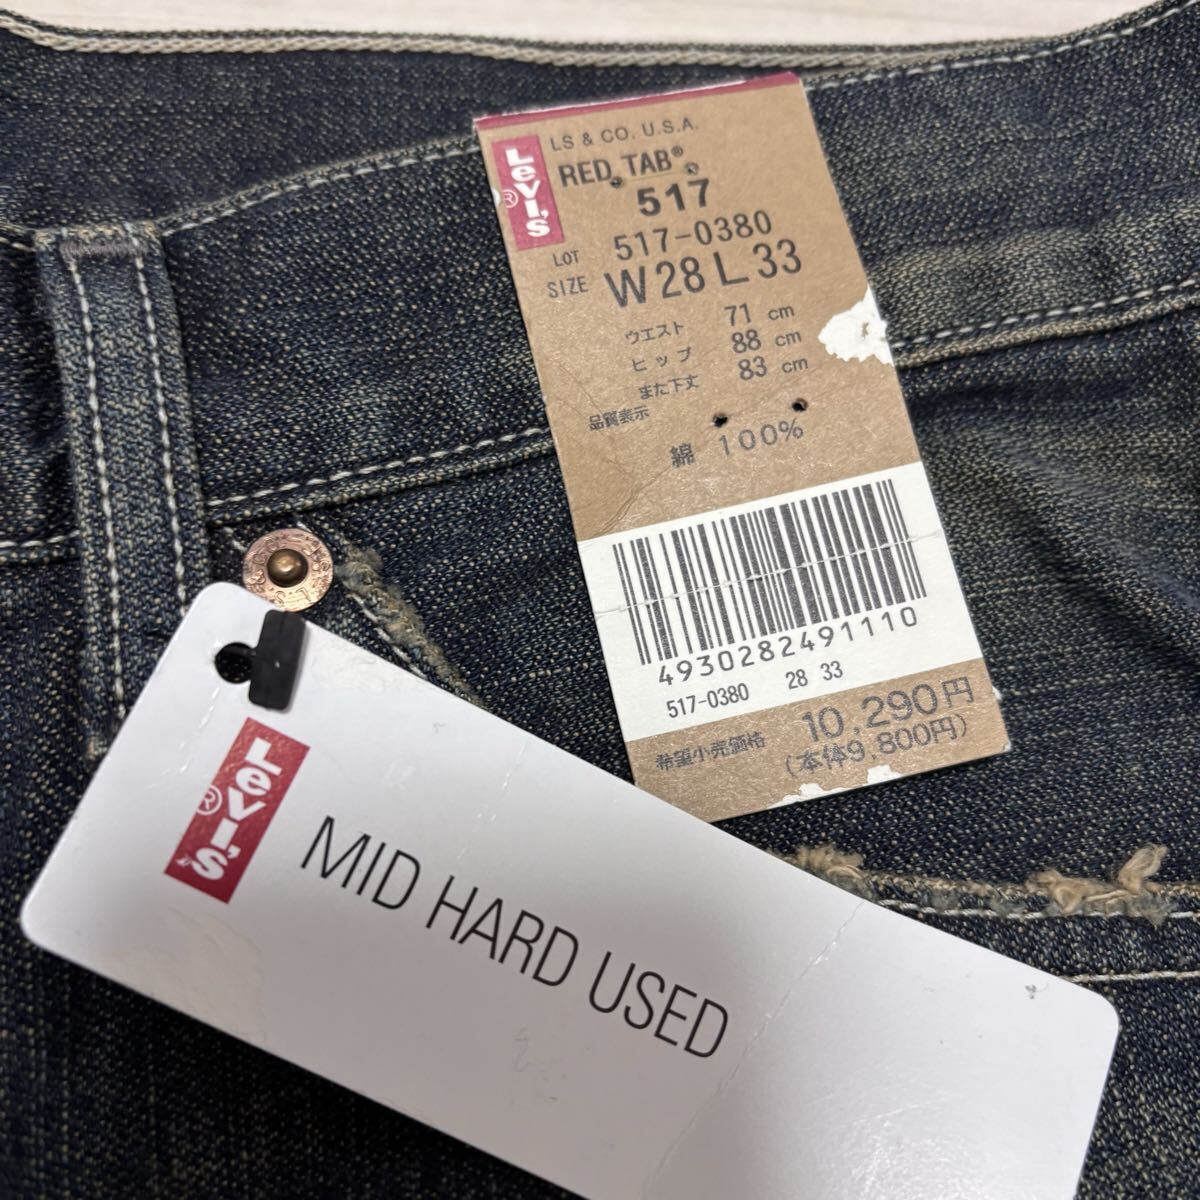 LS & CO. U.S.A.
Levi's®
RED TAB®
517
LOT 517-0380
SIZE W28 L33
ウエスト 71 cm
ヒップ 88 cm
また下丈 83 cm
品質表示
綿 100%
4930282491110
517-0380 28 33
希望小売価格 10,290円
(本体9,800円)
Levi's®
MID HARD USED